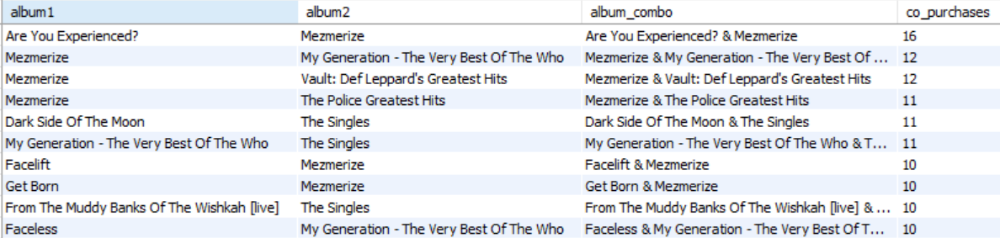 album1 album2 album_combo co_purchases
Are You Experienced? Mezmerize Are You Experienced? & Mezmerize 16
Mezmerize My Generation - The Very Best Of The Who Mezmerize & My Generation - The Very Best Of ... 12
Mezmerize Vault: Def Leppard's Greatest Hits Mezmerize & Vault: Def Leppard's Greatest Hits 12
Mezmerize The Police Greatest Hits Mezmerize & The Police Greatest Hits 11
Dark Side Of The Moon The Singles Dark Side Of The Moon & The Singles 11
My Generation - The Very Best Of The Who The Singles My Generation - The Very Best Of The Who & T... 11
Facelift Mezmerize Facelift & Mezmerize 10
Get Born Mezmerize Get Born & Mezmerize 10
From The Muddy Banks Of The Wishkah [live] The Singles From The Muddy Banks Of The Wishkah [live] & ... 10
Faceless My Generation - The Very Best Of The Who Faceless & My Generation - The Very Best Of T... 10